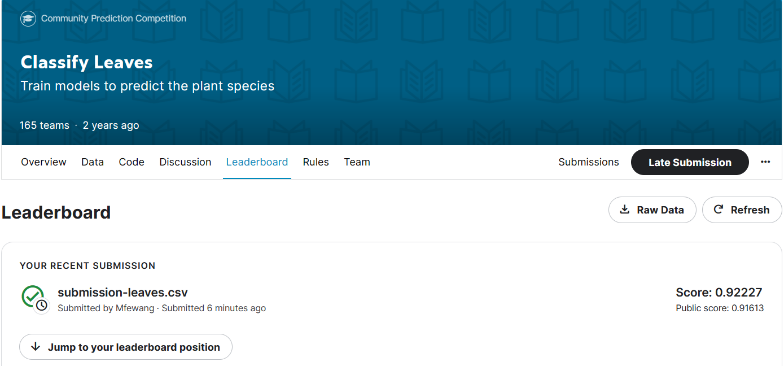 Community Prediction Competition
Classify Leaves
Train models to predict the plant species
165 teams · 2 years ago
Overview Data Code Discussion Leaderboard Rules Team Submissions Late Submission ···
Leaderboard Raw Data Refresh
YOUR RECENT SUBMISSION
submission-leaves.csv Score: 0.92227
Submitted by Mfewang · Submitted 6 minutes ago Public score: 0.91613
Jump to your leaderboard position